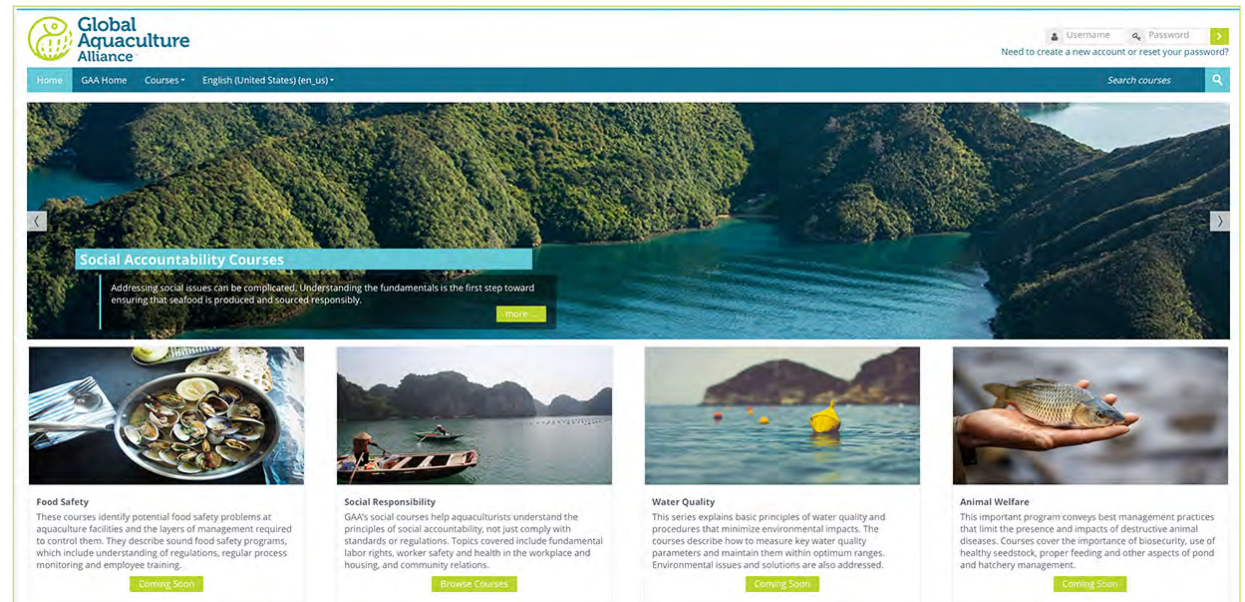 Global
Aquaculture
Alliance
Username Password
Need to create a new account or reset your password?
Home GAA Home Courses English (United States) (en_us) Search courses
Social Accountability Courses
Addressing social issues can be complicated. Understanding the fundamentals is the first step toward
ensuring that seafood is produced and sourced responsibly.
more ...
Food Safety
These courses identify potential food safety problems at
aquaculture facilities and the layers of management required
to control them. They describe sound food safety programs,
which include understanding of regulations, regular process
monitoring and employee training.
Coming Soon
Social Responsibility
GAA's social courses help aquaculturists understand the
principles of social accountability, not just comply with
standards or regulations. Topics covered include fundamental
labor rights, worker safety and health in the workplace and
housing, and community relations.
Browse Courses
Water Quality
This series explains basic principles of water quality and
procedures that minimize environmental impacts. The
courses describe how to measure key water quality
parameters and maintain them within optimum ranges.
Environmental issues and solutions are also addressed.
Coming Soon
Animal Welfare
This important program conveys best management practices
that limit the presence and impacts of destructive animal
diseases. Courses cover the importance of biosecurity, use of
healthy seedstock, proper feeding and other aspects of pond
and hatchery management.
Coming Soon